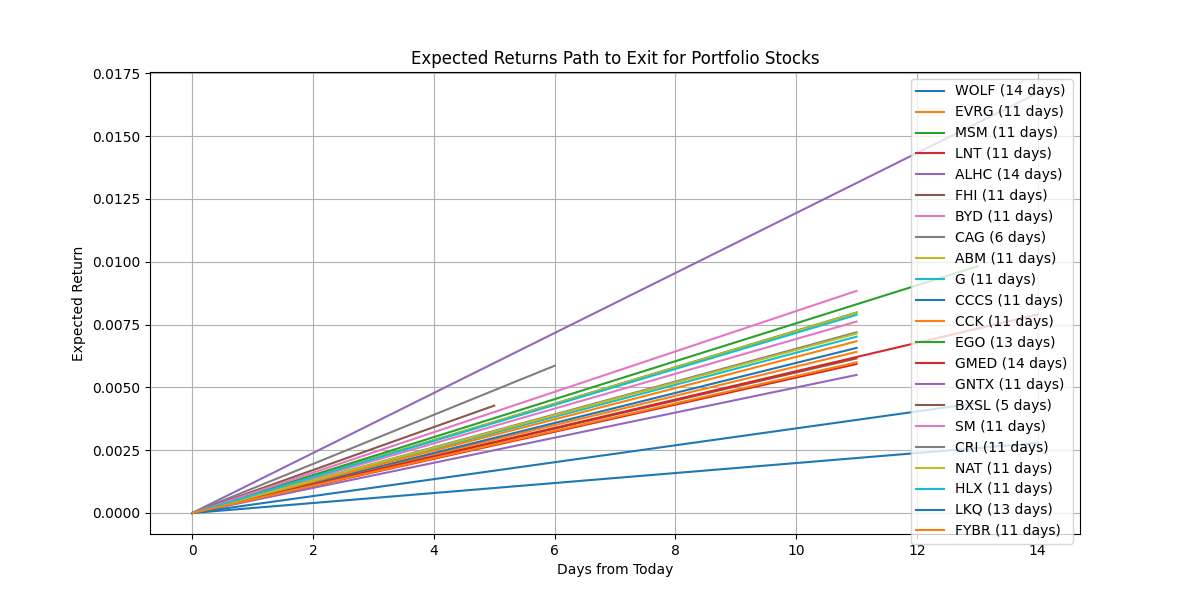 Expected Returns Path to Exit for Portfolio Stocks
0.0175
0.0150
0.0125
0.0100
0.0075
0.0050
0.0025
0.0000
Expected Return
0 2 4 6 8 10 12 14
Days from Today
WOLF (14 days)
EVRG (11 days)
MSM (11 days)
LNT (11 days)
ALHC (14 days)
FHI (11 days)
BYD (11 days)
CAG (6 days)
ABM (11 days)
G (11 days)
CCCS (11 days)
CCK (11 days)
EGO (13 days)
GMED (14 days)
GNTX (11 days)
BXSL (5 days)
SM (11 days)
CRI (11 days)
NAT (11 days)
HLX (11 days)
LKQ (13 days)
FYBR (11 days)